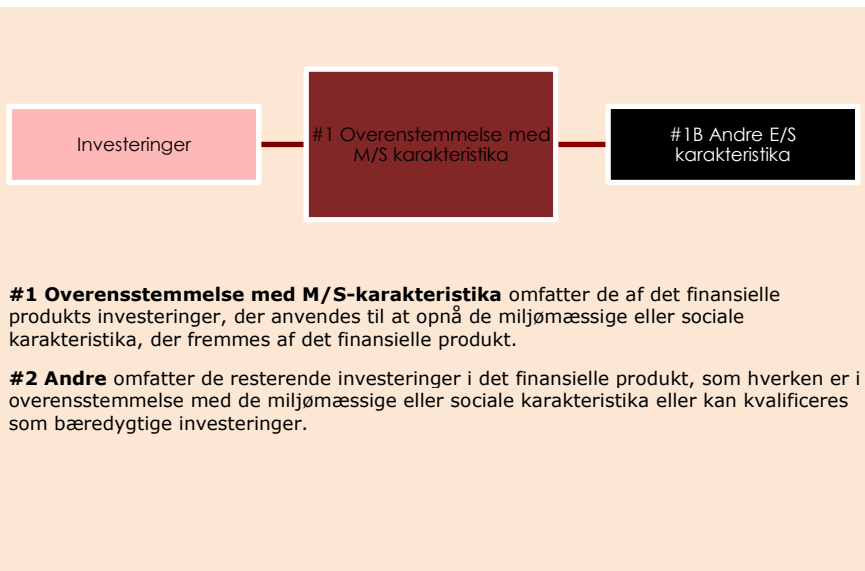 Investeringer
#1 Overenstemmelse med
M/S karakteristika
#1B Andre E/S
karakteristika
#1 Overensstemmelse med M/S-karakteristika omfatter de af det finansielle
produkts investeringer, der anvendes til at opnå de miljømæssige eller sociale
karakteristika, der fremmes af det finansielle produkt.
#2 Andre omfatter de resterende investeringer i det finansielle produkt, som hverken er i
overensstemmelse med de miljømæssige eller sociale karakteristika eller kan kvalificeres
som bæredygtige investeringer.